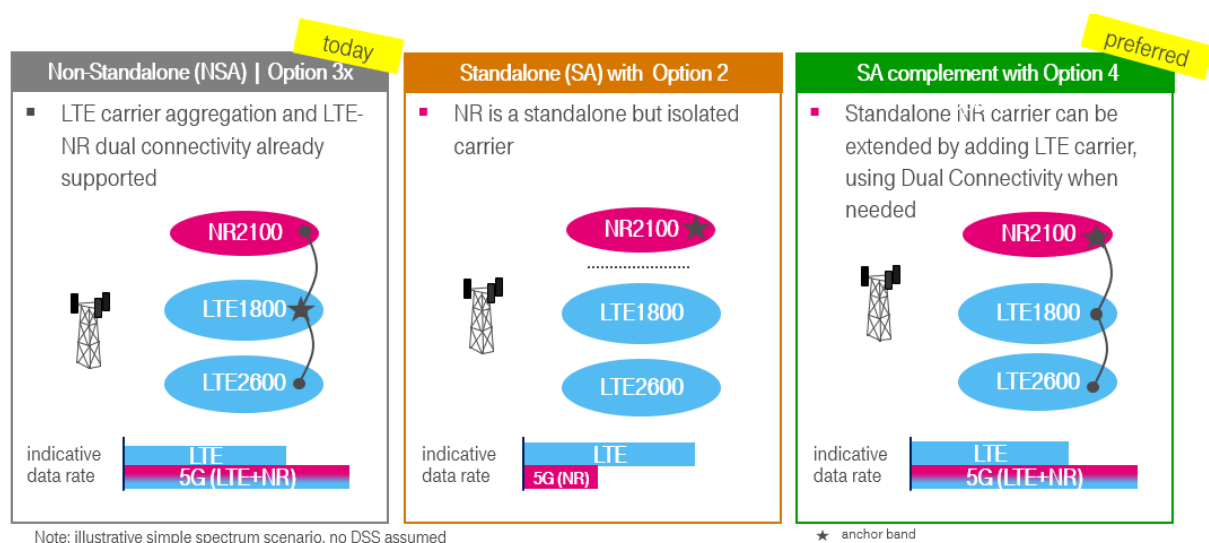 today
Non-Standalone (NSA) | Option 3x
▪ LTE carrier aggregation and LTE-
NR dual connectivity already
supported
NR2100
LTE1800
LTE2600
indicative
data rate
LTE
5G (LTE+NR)
Standalone (SA) with Option 2
▪ NR is a standalone but isolated
carrier
NR2100
LTE1800
LTE2600
indicative
data rate
LTE
5G (NR)
preferred
SA complement with Option 4
▪ Standalone NR carrier can be
extended by adding LTE carrier,
using Dual Connectivity when
needed
NR2100
LTE1800
LTE2600
indicative
data rate
LTE
5G (LTE+NR)
Note: illustrative simple spectrum scenario, no DSS assumed
★ anchor band